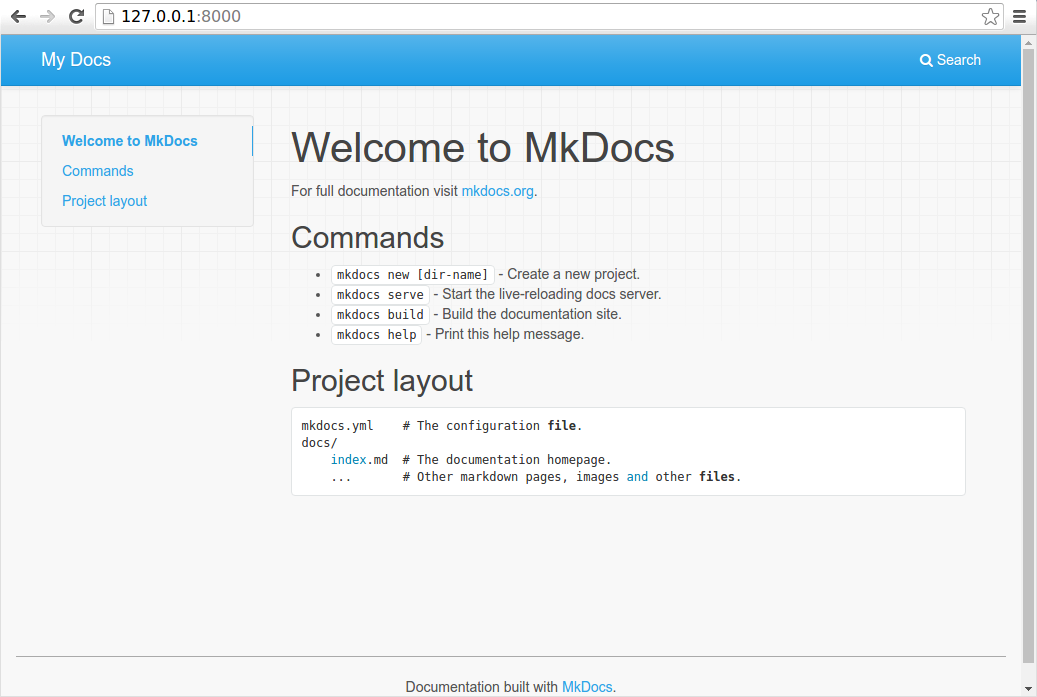 127.0.0.1:8000
My Docs
Search
Welcome to MkDocs
Commands
Project layout
Welcome to MkDocs
For full documentation visit mkdocs.org.
Commands
• mkdocs new [dir-name] - Create a new project.
• mkdocs serve - Start the live-reloading docs server.
• mkdocs build - Build the documentation site.
• mkdocs help - Print this help message.
Project layout
mkdocs.yml    # The configuration file.
docs/
    index.md  # The documentation homepage.
    ...       # Other markdown pages, images and other files.
Documentation built with MkDocs.